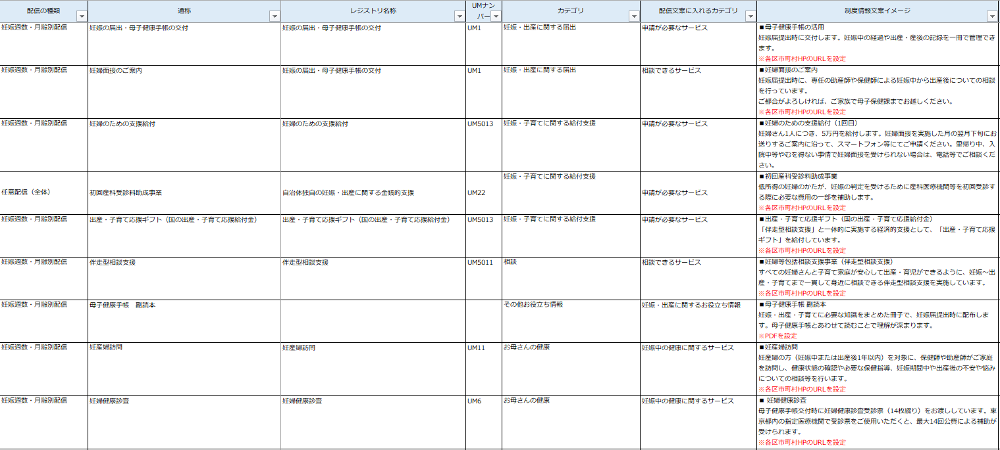 配信の種類
通称
レジストリ名称
UMナン
バー
カテゴリ
配信文案に入れるカテゴリ
制度情報文案イメージ
妊娠週数・月齢別配信
妊娠の届出・母子健康手帳の交付
妊娠の届出・母子健康手帳の交付
UM1
妊娠・出産に関する届出
申請が必要なサービス
■母子健康手帳の活用
妊娠届提出時に交付します。妊娠中の経過や出産・産後の記録を一冊で管理でき
ます。
※各区市町村HPのURLを設定
妊娠週数・月齢別配信
妊婦面接のご案内
妊娠の届出・母子健康手帳の交付
UM1
妊娠・出産に関する届出
相談できるサービス
■妊婦面接のご案内
妊娠届提出時に、専任の助産師や保健師による妊娠中から出産後についての相談
を行っています。
ご都合がよろしければ、ご家族で母子保健課までお越しください。
※各区市町村HPのURLを設定
妊娠週数・月齢別配信
妊婦のための支援給付
妊婦のための支援給付
UM5013
妊娠・子育てに関する給付支援
申請が必要なサービス
■妊婦のための支援給付（1回目）
妊婦さん1人につき、5万円を給付します。妊婦面接を実施した月の翌月下旬にお
送りするご案内に沿って、スマートフォン等にてご申請ください。里帰り中、入
院中等やむを得ない事情で妊婦面接を受けられない場合は、電話等でご相談くだ
さい。
任意配信（全体）
初回産科受診料助成事業
自治体独自の妊娠・出産に関する金銭的支援
UM22
妊娠・子育てに関する給付支援
申請が必要なサービス
■初回産科受診料助成事業
低所得の妊婦のかたが、妊娠の判定を受けるために産科医療機関等を初回受診す
る際に必要な費用の一部を補助します。
※各区市町村HPのURLを設定
妊娠週数・月齢別配信
出産・子育て応援ギフト（国の出産・子育て応援給付金）
出産・子育て応援ギフト（国の出産・子育て応援給付金）
UM5013
妊娠・子育てに関する給付支援
申請が必要なサービス
■出産・子育て応援ギフト（国の出産・子育て応援給付金）
「伴走型相談支援」と一体的に実施する経済的支援として、「出産・子育て応援
ギフト」を給付しています。
※各区市町村HPのURLを設定
妊娠週数・月齢別配信
伴走型相談支援
伴走型相談支援
UM5011
相談
相談できるサービス
■妊婦等包括相談支援事業（伴走型相談支援）
すべての妊婦さんと子育て家庭が安心して出産・育児ができるように、妊娠～出
産・子育てまで一貫して身近に相談できる伴走型相談支援を実施しています。
※各区市町村HPのURLを設定
妊娠週数・月齢別配信
母子健康手帳　副読本
その他お役立ち情報
妊娠・出産に関するお役立ち情報
■母子健康手帳 副読本
妊娠・出産・子育てに必要な知識をまとめた冊子で、妊娠届提出時に配布しま
す。母子健康手帳とあわせて読むことで理解が深まります。
※PDFを設定
妊娠週数・月齢別配信
妊産婦訪問
妊産婦訪問
UM11
お母さんの健康
妊娠中の健康に関するサービス
■妊産婦訪問
妊産婦の方（妊娠中または出産後1年以内）を対象に、保健師や助産師がご家庭
を訪問し、健康状態の確認や必要な保健指導、妊娠期間中や出産後の不安や悩み
についての相談等を行います。
※各区市町村HPのURLを設定
妊娠週数・月齢別配信
妊婦健康診査
妊婦健康診査
UM6
お母さんの健康
妊娠中の健康に関するサービス
■ 妊婦健康診査
母子健康手帳交付時に妊婦健康診査受診票（14枚綴り）をお渡ししています。東
京都内の指定医療機関で受診票をご使用いただくと、最大14回公費による補助が
受けられます。
※各区市町村HPのURLを設定